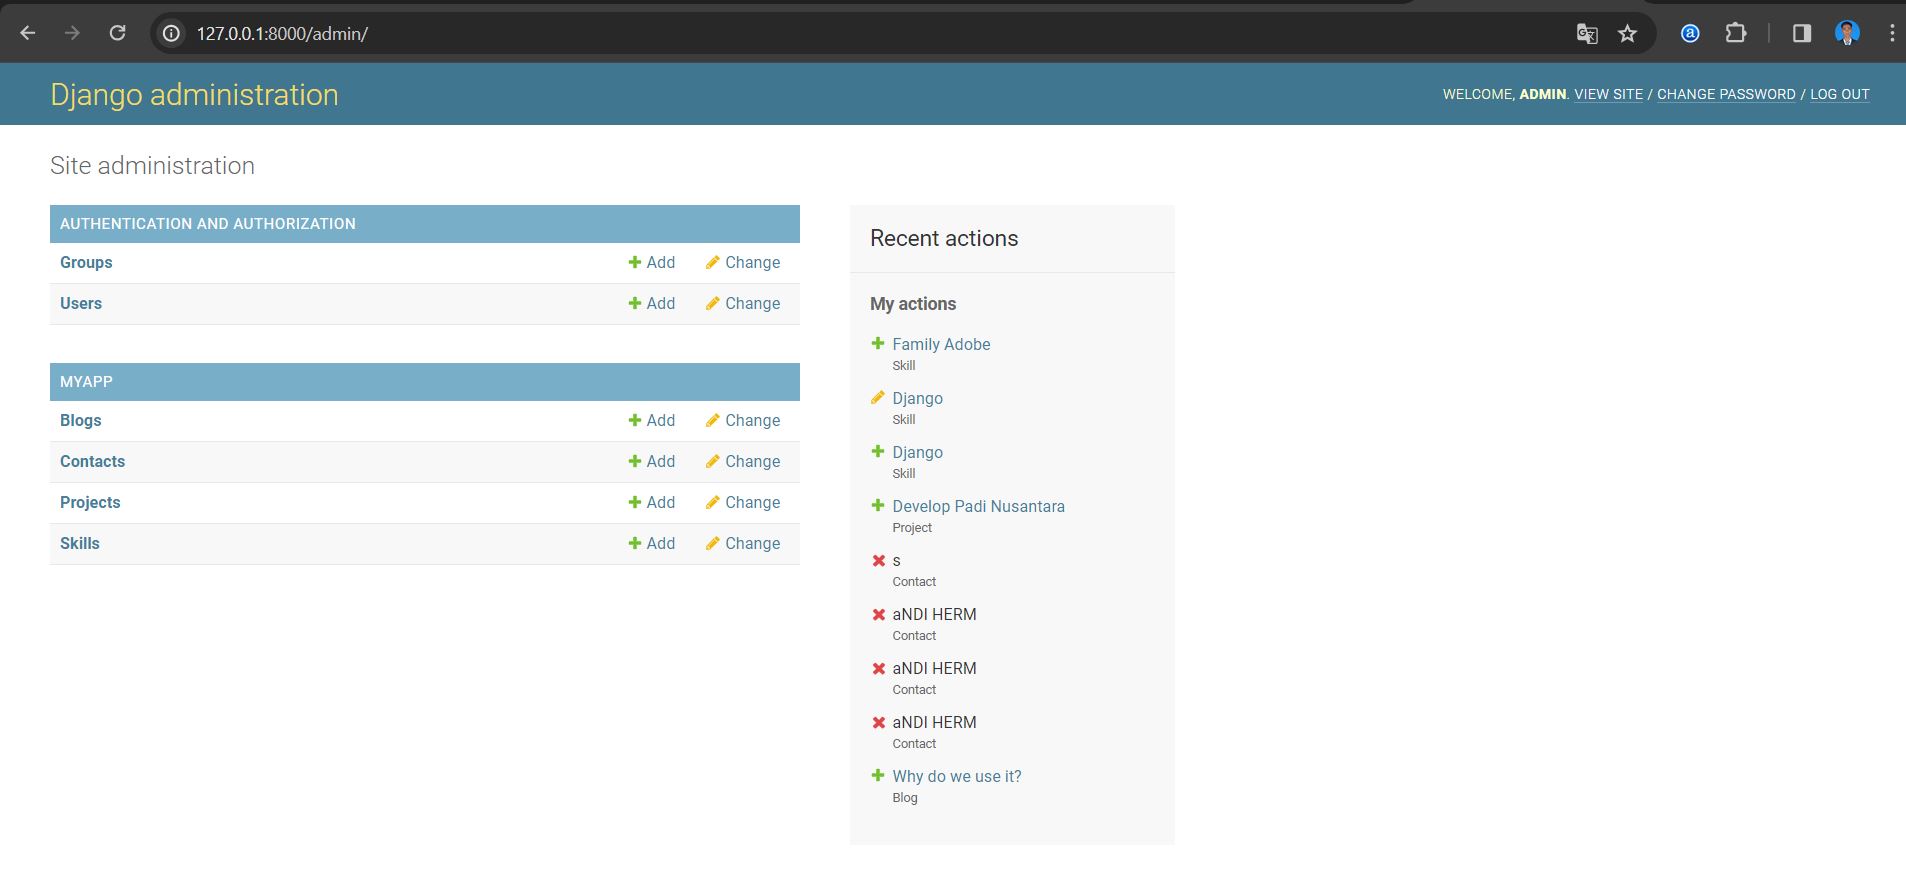 127.0.0.1:8000/admin/
Django administration
WELCOME, ADMIN. VIEW SITE / CHANGE PASSWORD / LOG OUT
Site administration
AUTHENTICATION AND AUTHORIZATION
Groups Add Change
Users Add Change
MYAPP
Blogs Add Change
Contacts Add Change
Projects Add Change
Skills Add Change
Recent actions
My actions
Family Adobe
Skill
Django
Skill
Django
Skill
Develop Padi Nusantara
Project
s
Contact
aNDI HERM
Contact
aNDI HERM
Contact
aNDI HERM
Contact
Why do we use it?
Blog